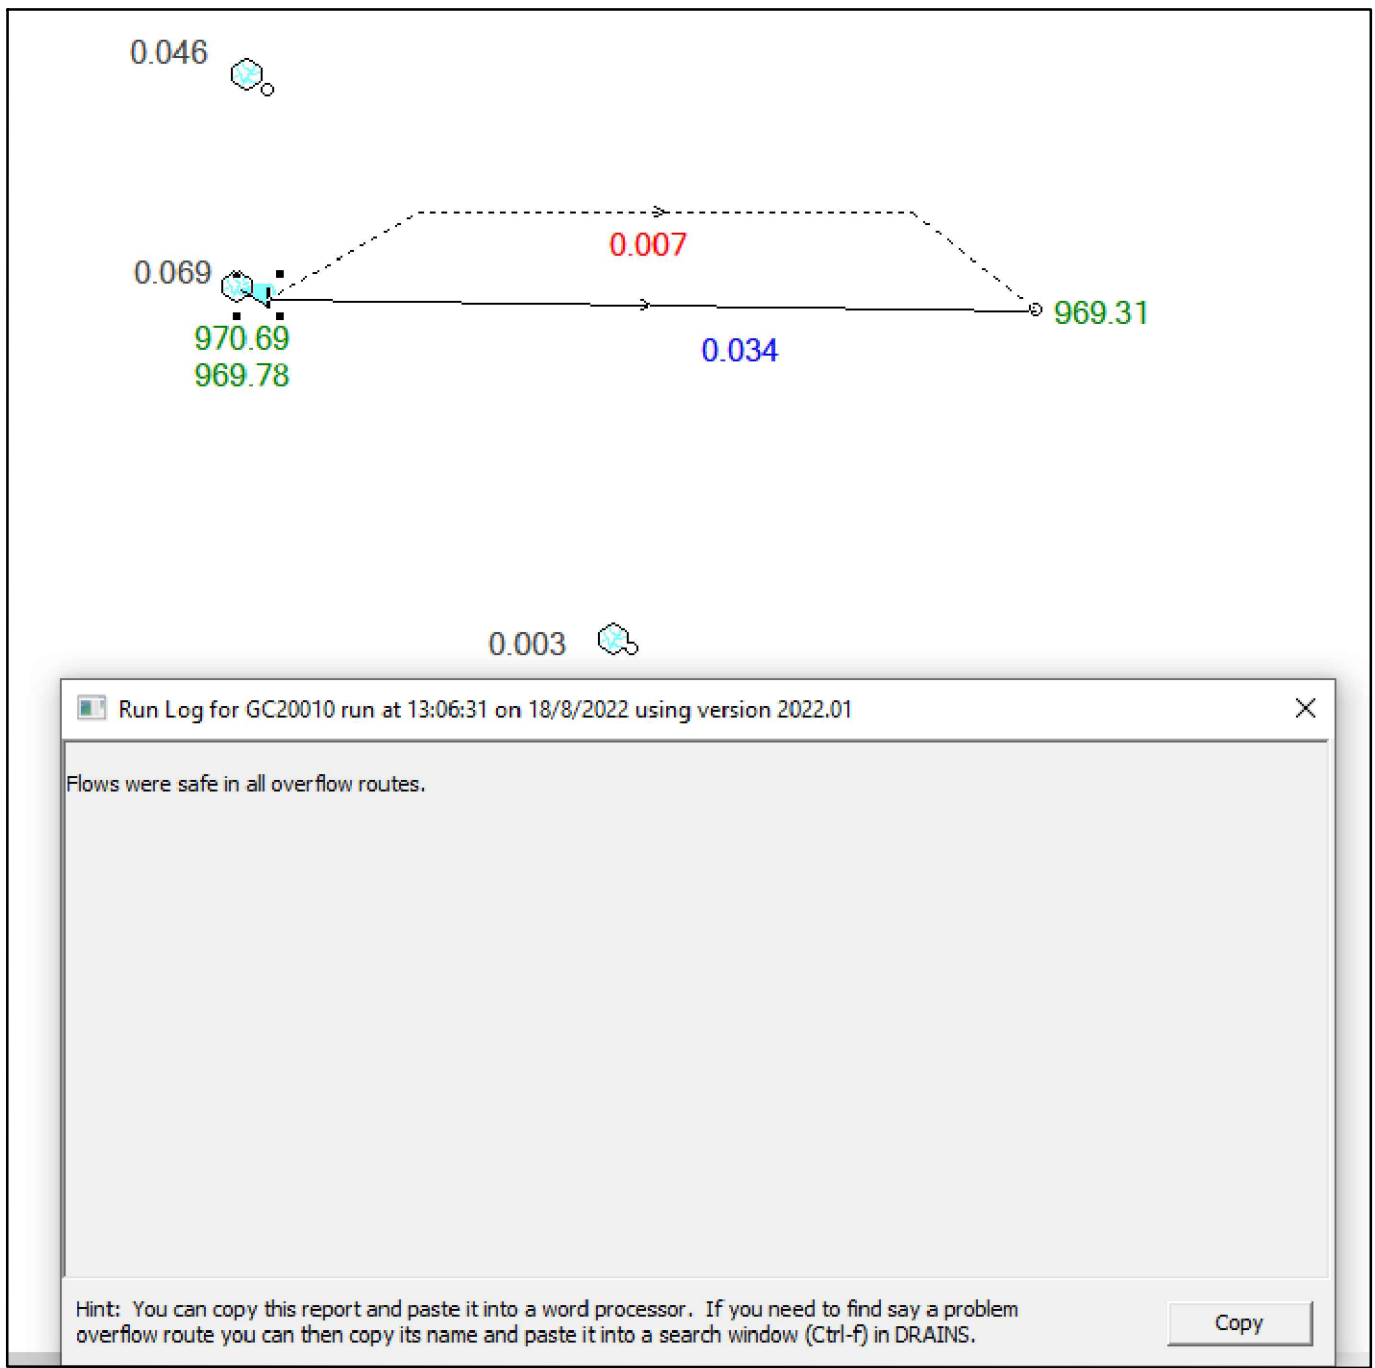 0.046
0.007
0.069
970.69
969.78
969.31
0.034
0.003
Run Log for GC20010 run at 13:06:31 on 18/8/2022 using version 2022.01
Flows were safe in all overflow routes.
Hint:  You can copy this report and paste it into a word processor.  If you need to find say a problem
overflow route you can then copy its name and paste it into a search window (Ctrl-f) in DRAINS.
Copy